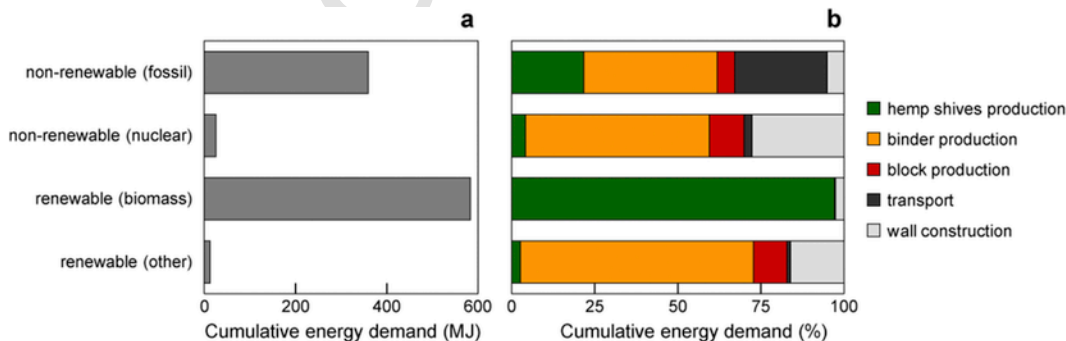 a
b
non-renewable (fossil)
non-renewable (nuclear)
renewable (biomass)
renewable (other)
0 200 400 600
Cumulative energy demand (MJ)
0 25 50 75 100
Cumulative energy demand (%)
hemp shives production
binder production
block production
transport
wall construction